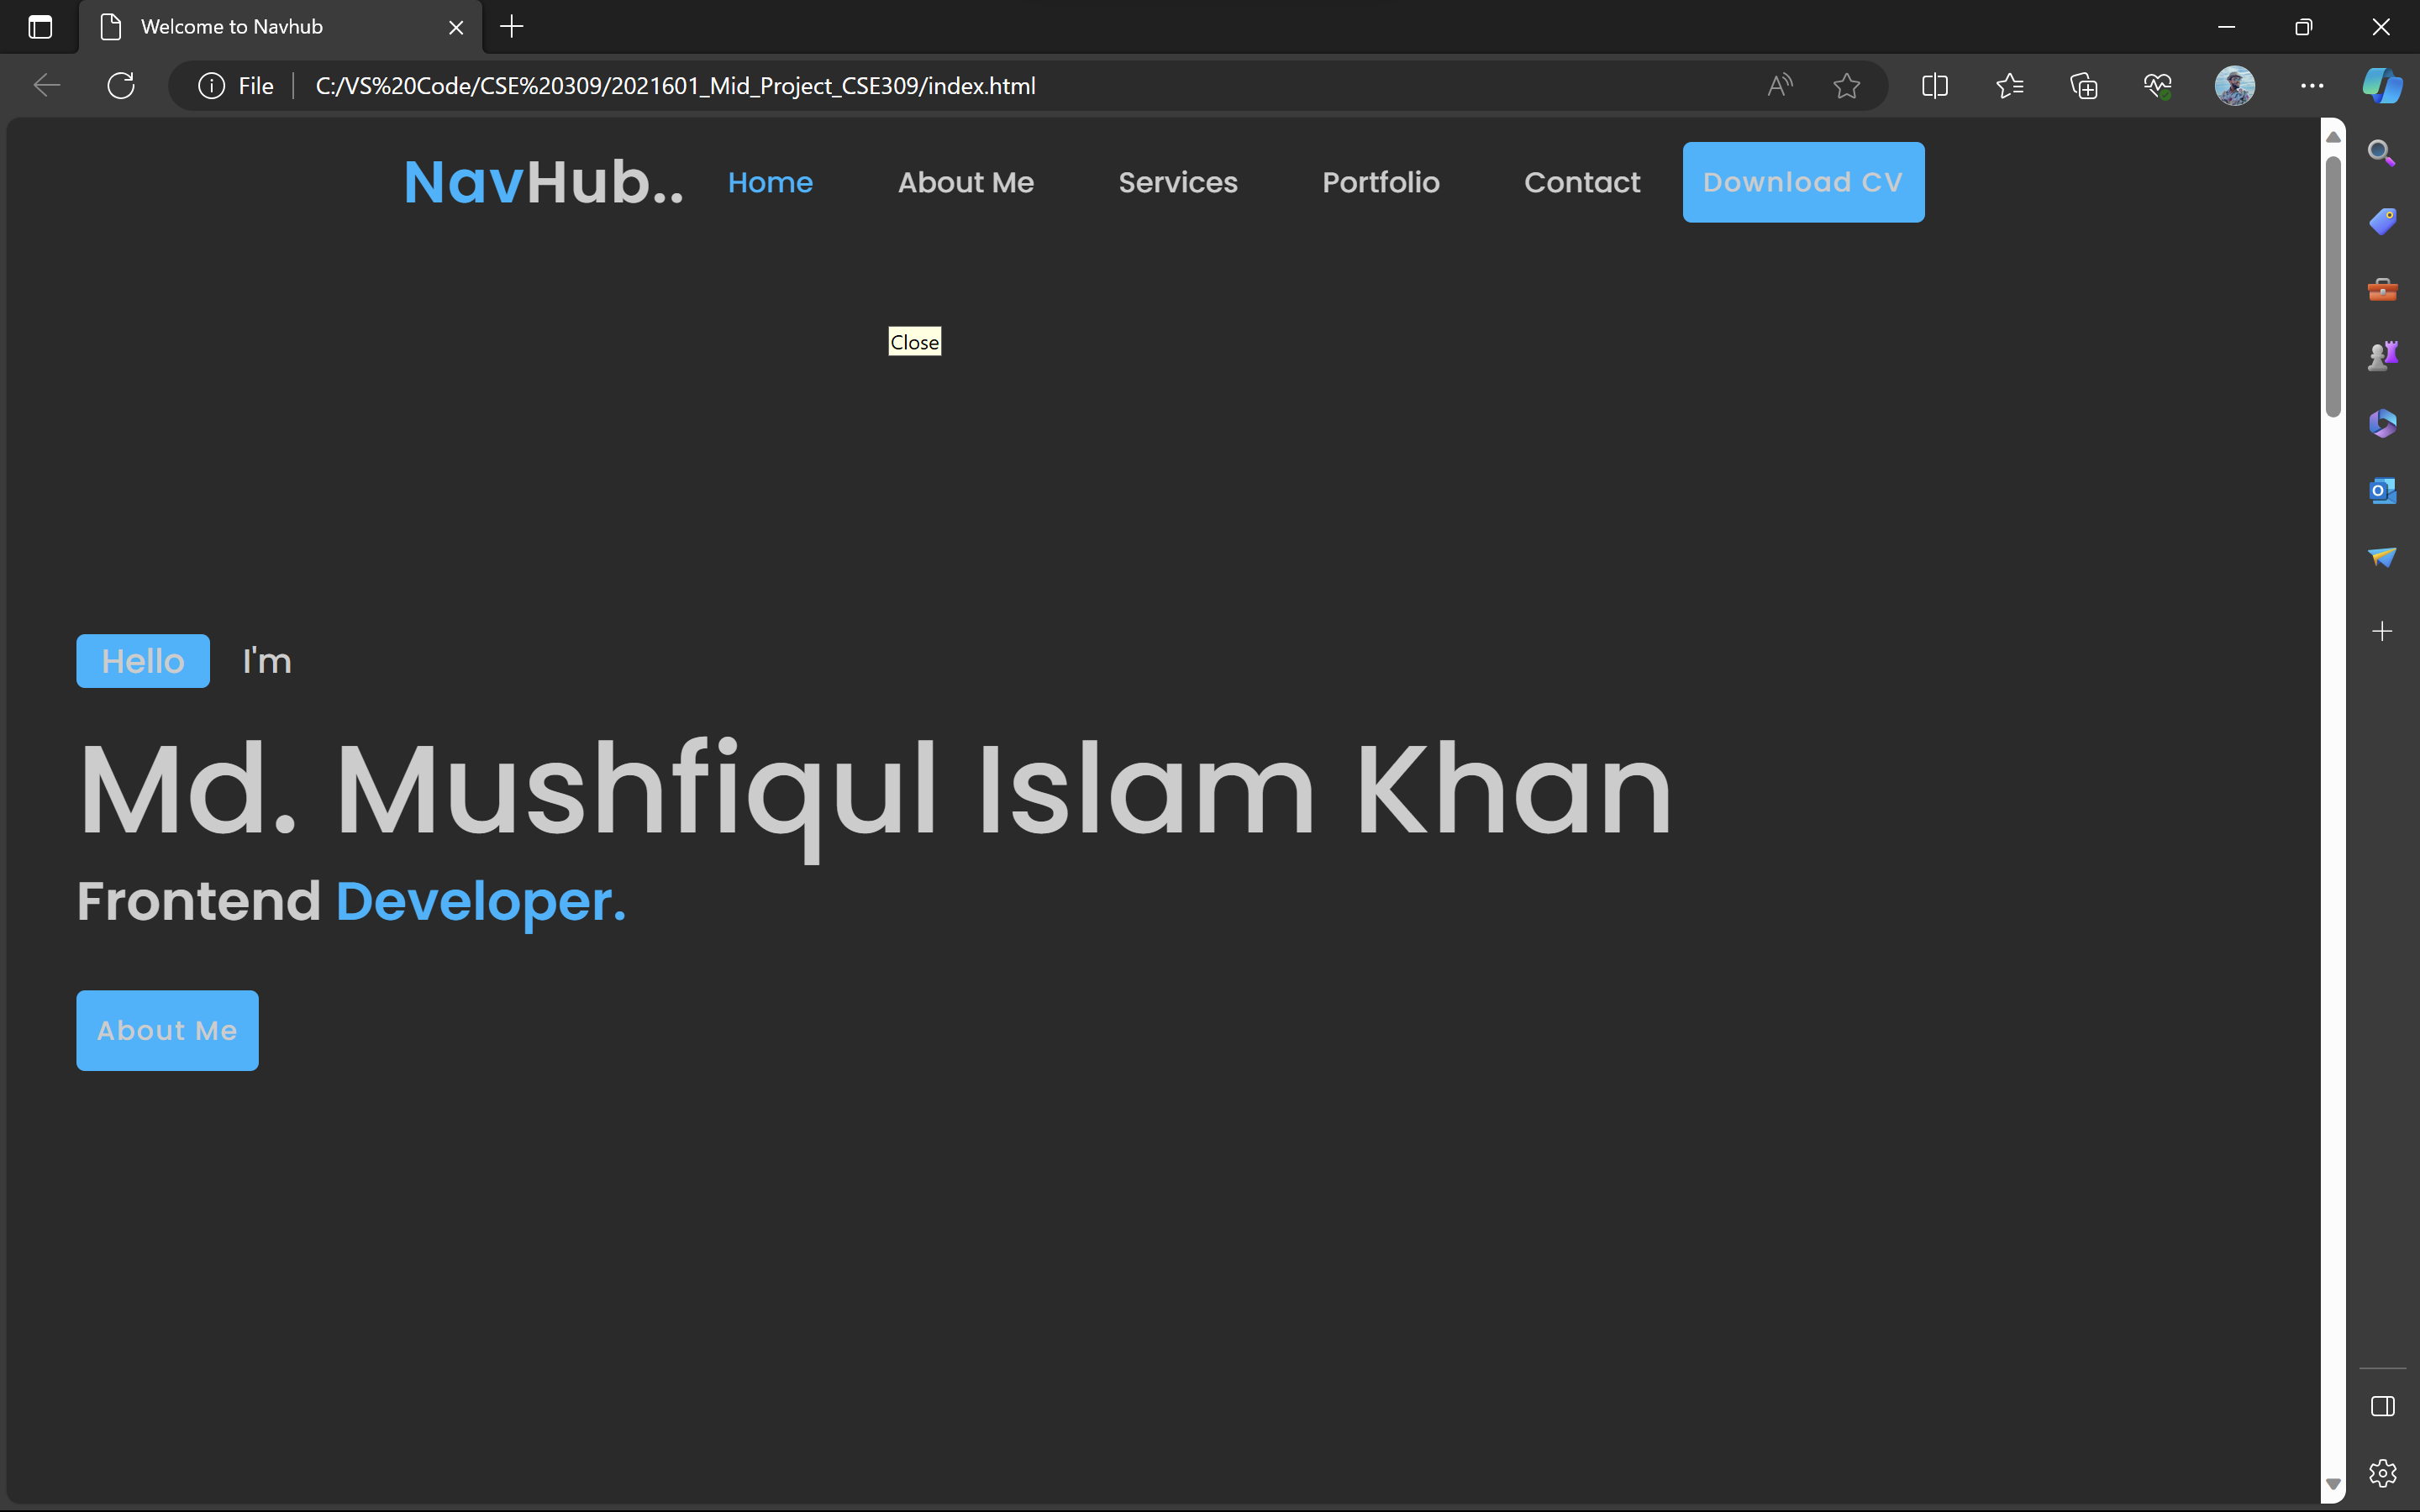 Welcome to Navhub
File C:/VS%20Code/CSE%20309/2021601_Mid_Project_CSE309/index.html
NavHub.. Home About Me Services Portfolio Contact Download CV
Close
Hello I'm
Md. Mushfiqul Islam Khan
Frontend Developer.
About Me